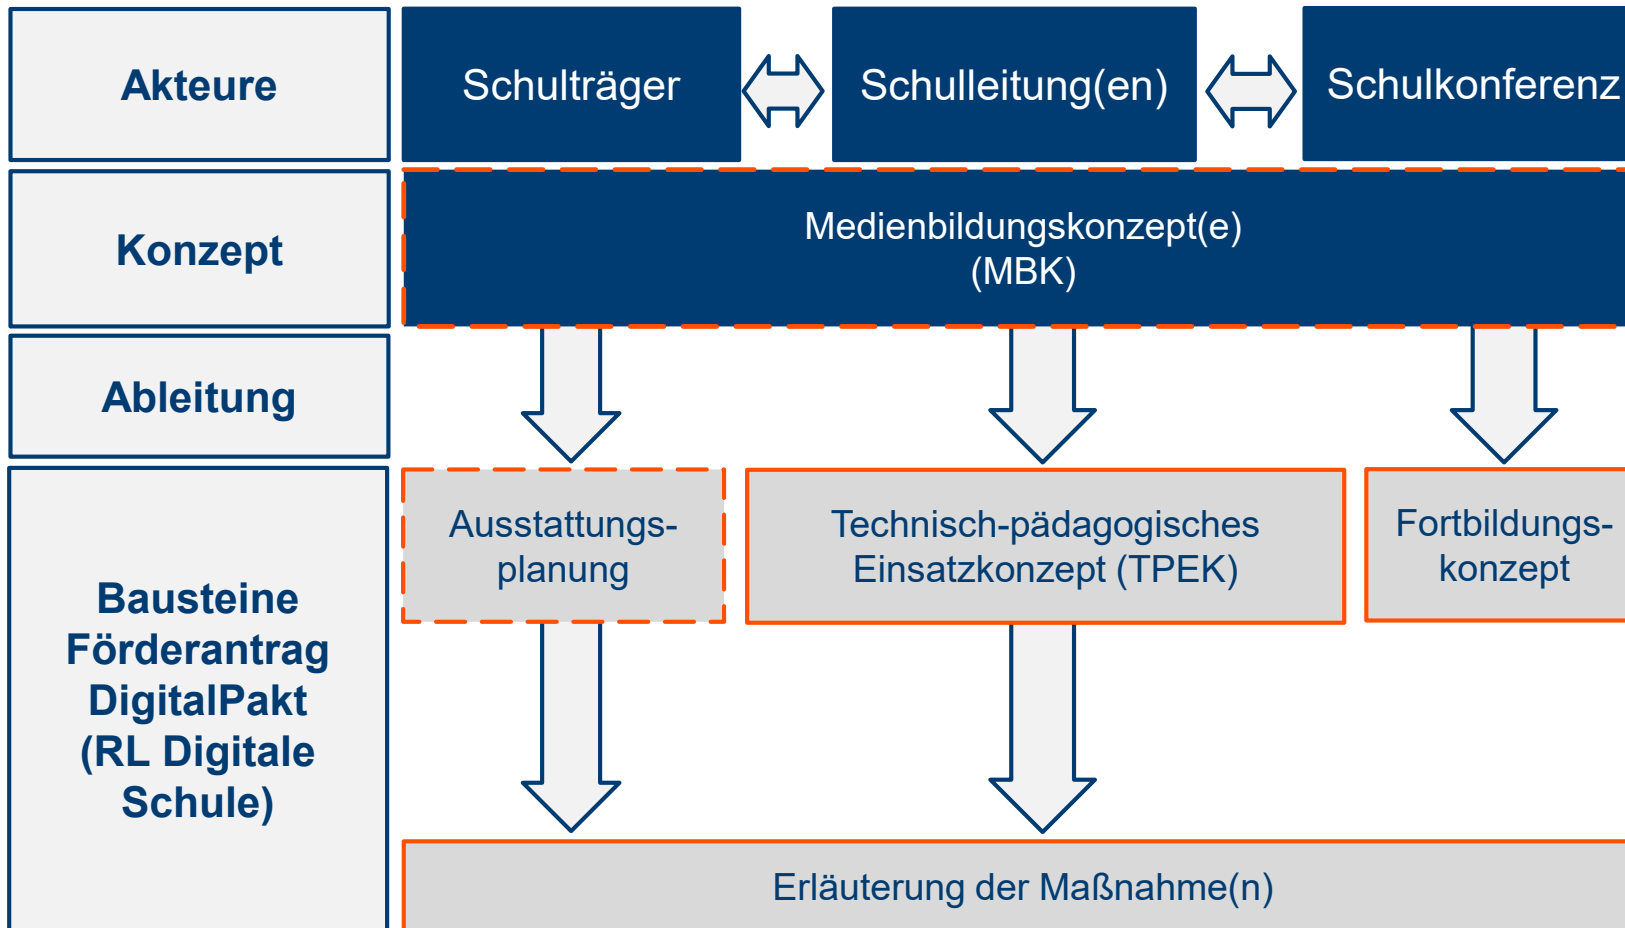 Akteure
Schulträger
Schulleitung(en)
Schulkonferenz
Konzept
Medienbildungskonzept(e)
(MBK)
Ableitung
Bausteine
Förderantrag
DigitalPakt
(RL Digitale
Schule)
Ausstattungs-
planung
Technisch-pädagogisches
Einsatzkonzept (TPEK)
Fortbildungs-
konzept
Erläuterung der Maßnahme(n)